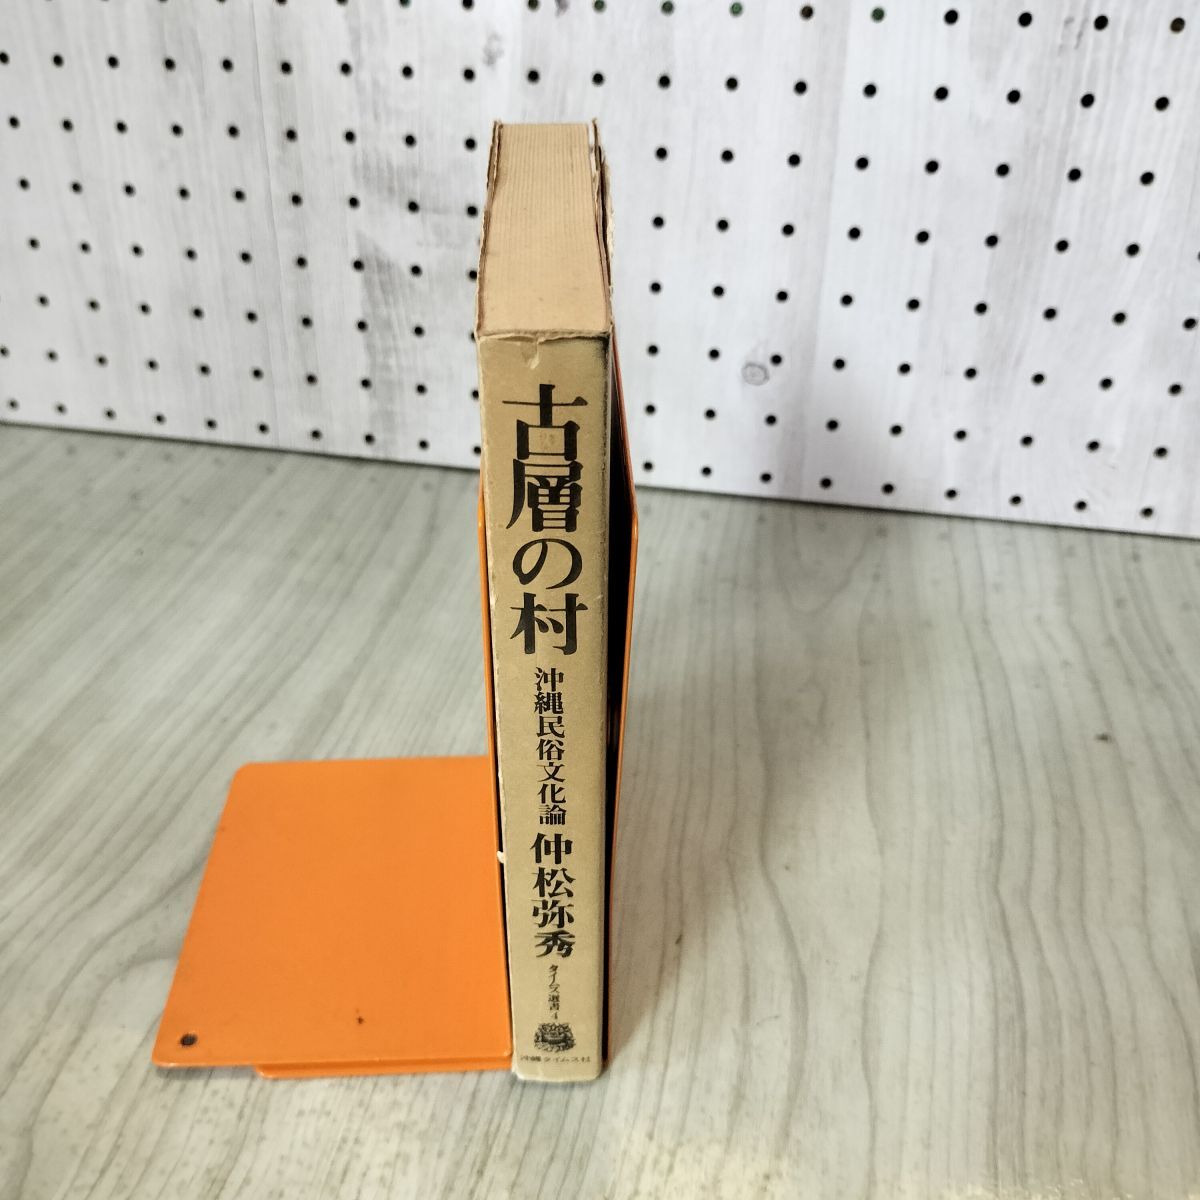 古層の村
沖縄民俗文化論
仲松弥秀
タイムス選書 4
沖縄タイムス社